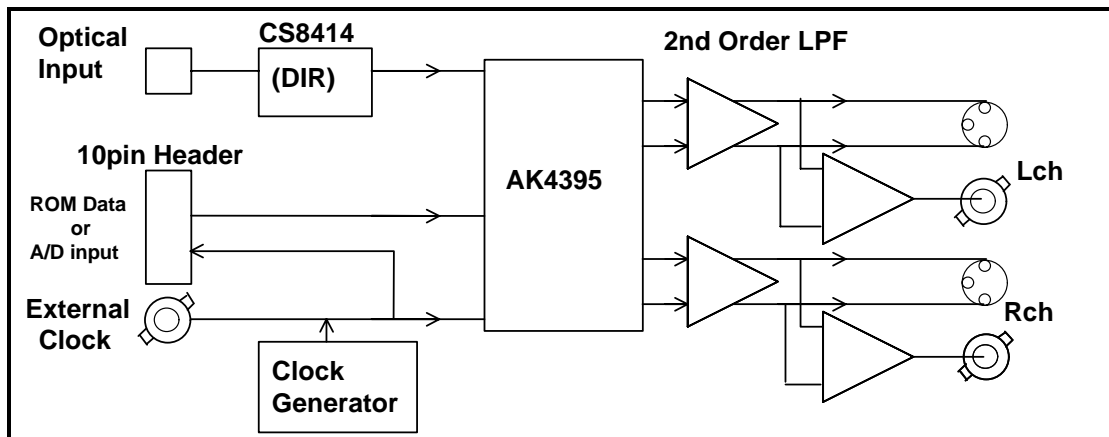 Optical
Input
CS8414
(DIR)
2nd Order LPF
10pin Header
ROM Data
or
A/D input
AK4395
Lch
External
Clock
Clock
Generator
Rch